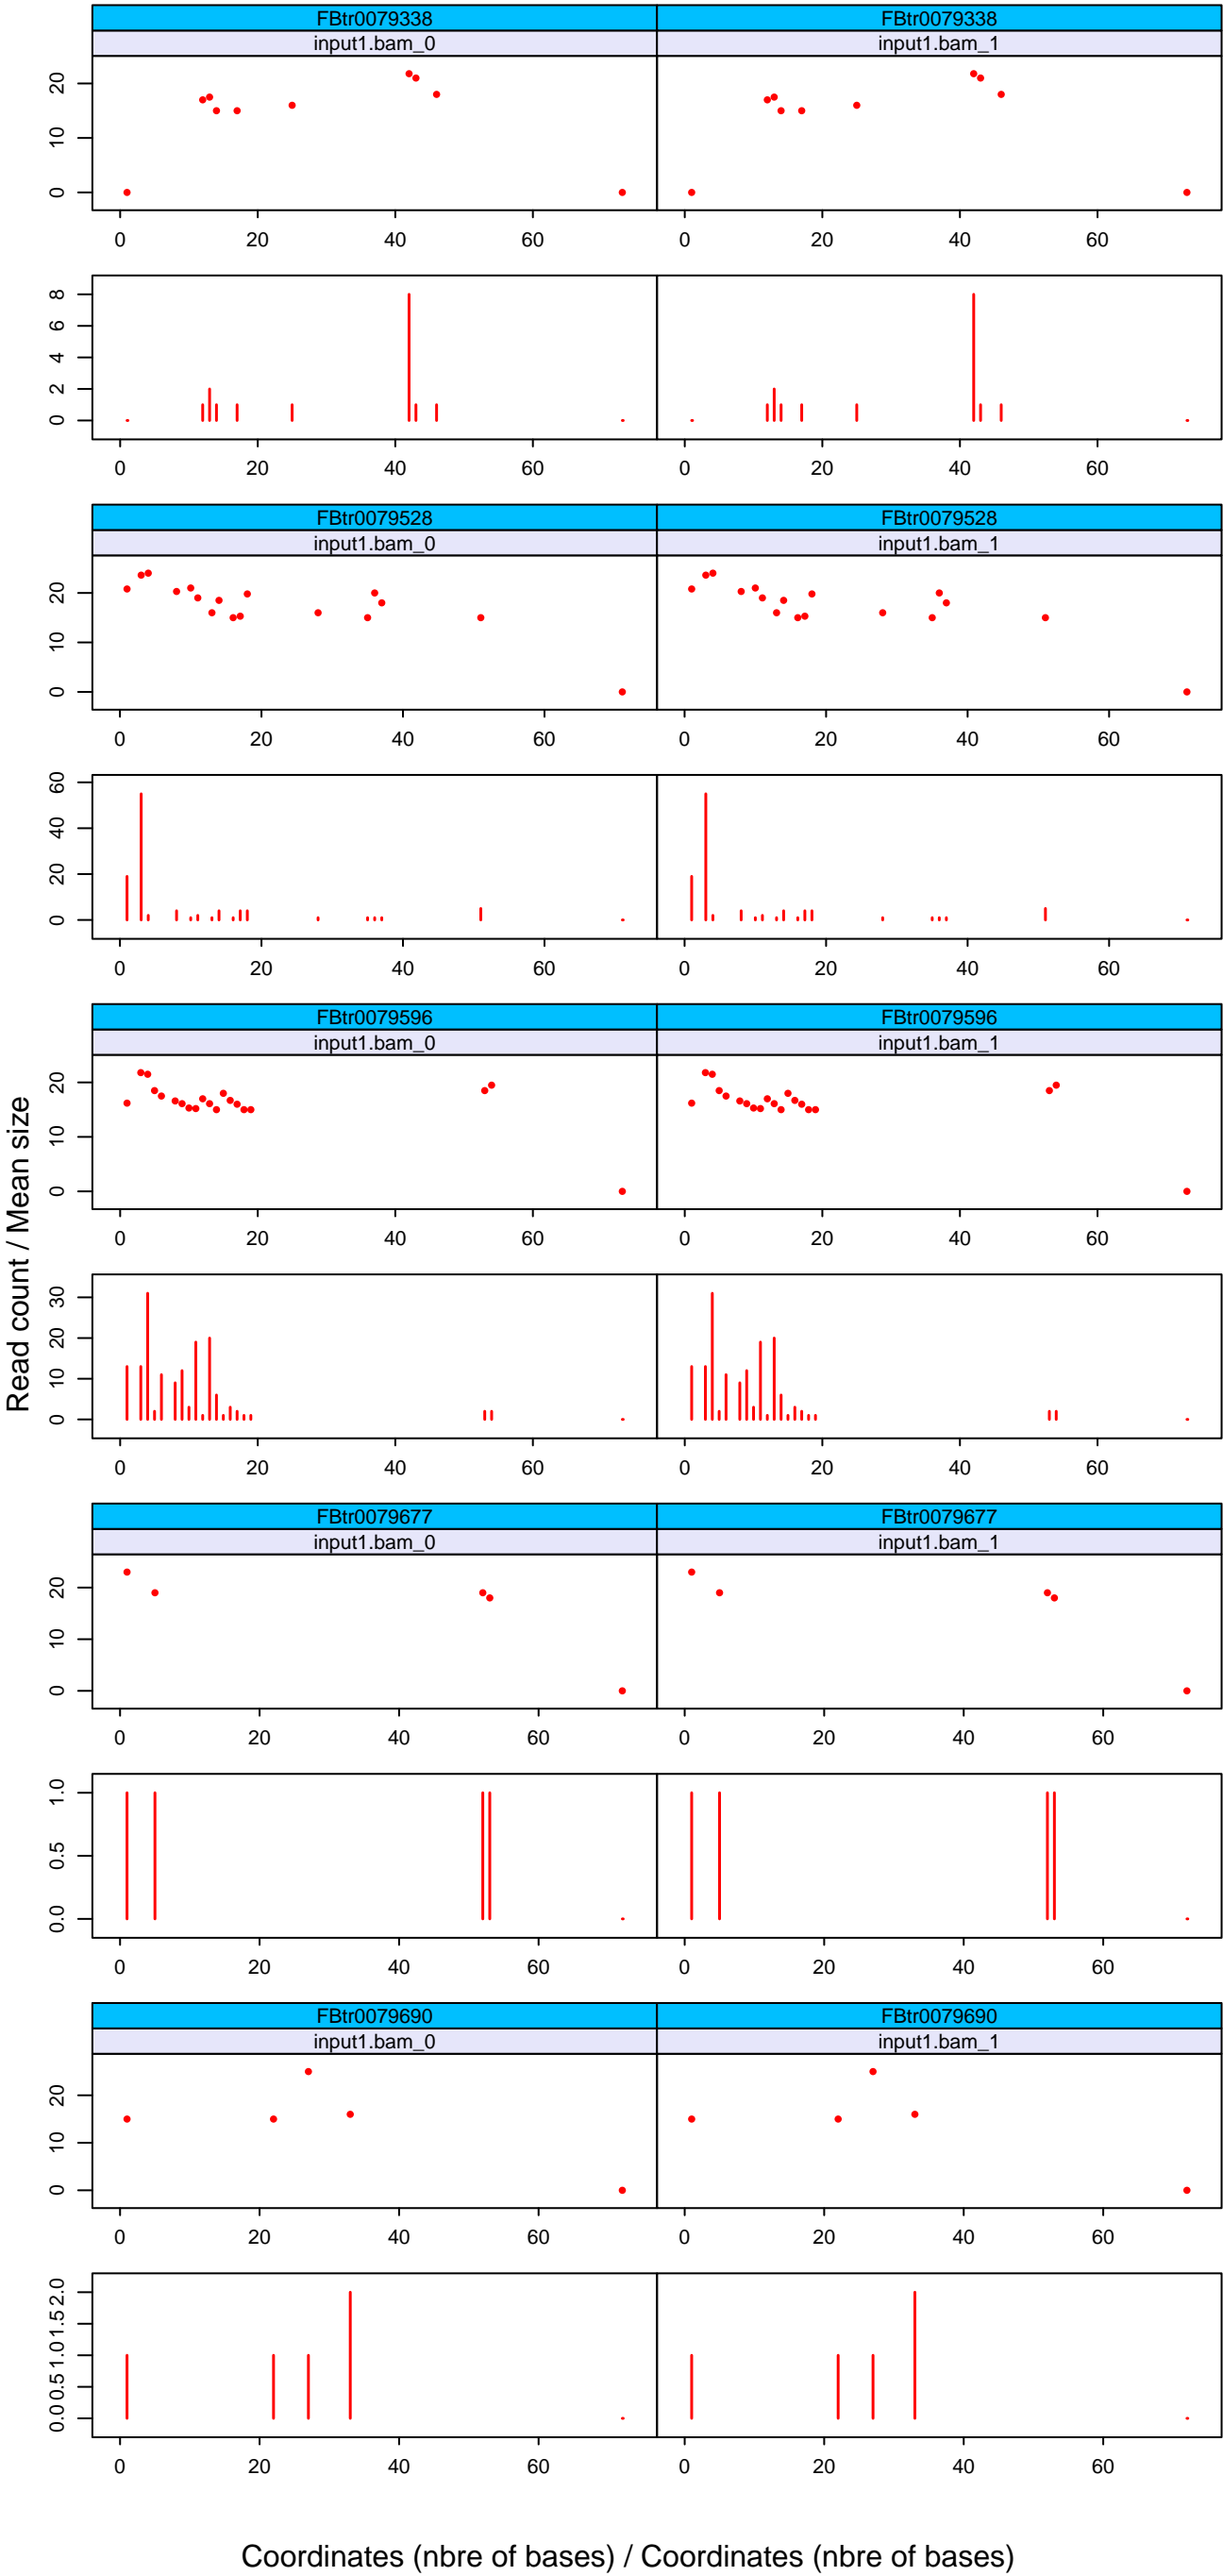 FBtr0079338 FBtr0079338
input1.bam_0 input1.bam_1
20
10
0
0 20 40 60 0 20 40 60
8
6
4
2
0
0 20 40 60 0 20 40 60
FBtr0079528 FBtr0079528
input1.bam_0 input1.bam_1
20
10
0
0 20 40 60 0 20 40 60
60
40
20
0
0 20 40 60 0 20 40 60
FBtr0079596 FBtr0079596
input1.bam_0 input1.bam_1
20
10
0
0 20 40 60 0 20 40 60
Read count / Mean size
30
20
10
0
0 20 40 60 0 20 40 60
FBtr0079677 FBtr0079677
input1.bam_0 input1.bam_1
20
10
0
0 20 40 60 0 20 40 60
1.0
0.5
0.0
0 20 40 60 0 20 40 60
FBtr0079690 FBtr0079690
input1.bam_0 input1.bam_1
20
10
0
0 20 40 60 0 20 40 60
2.0
1.5
1.0
0.5
0.0
0 20 40 60 0 20 40 60
Coordinates (nbre of bases) / Coordinates (nbre of bases)